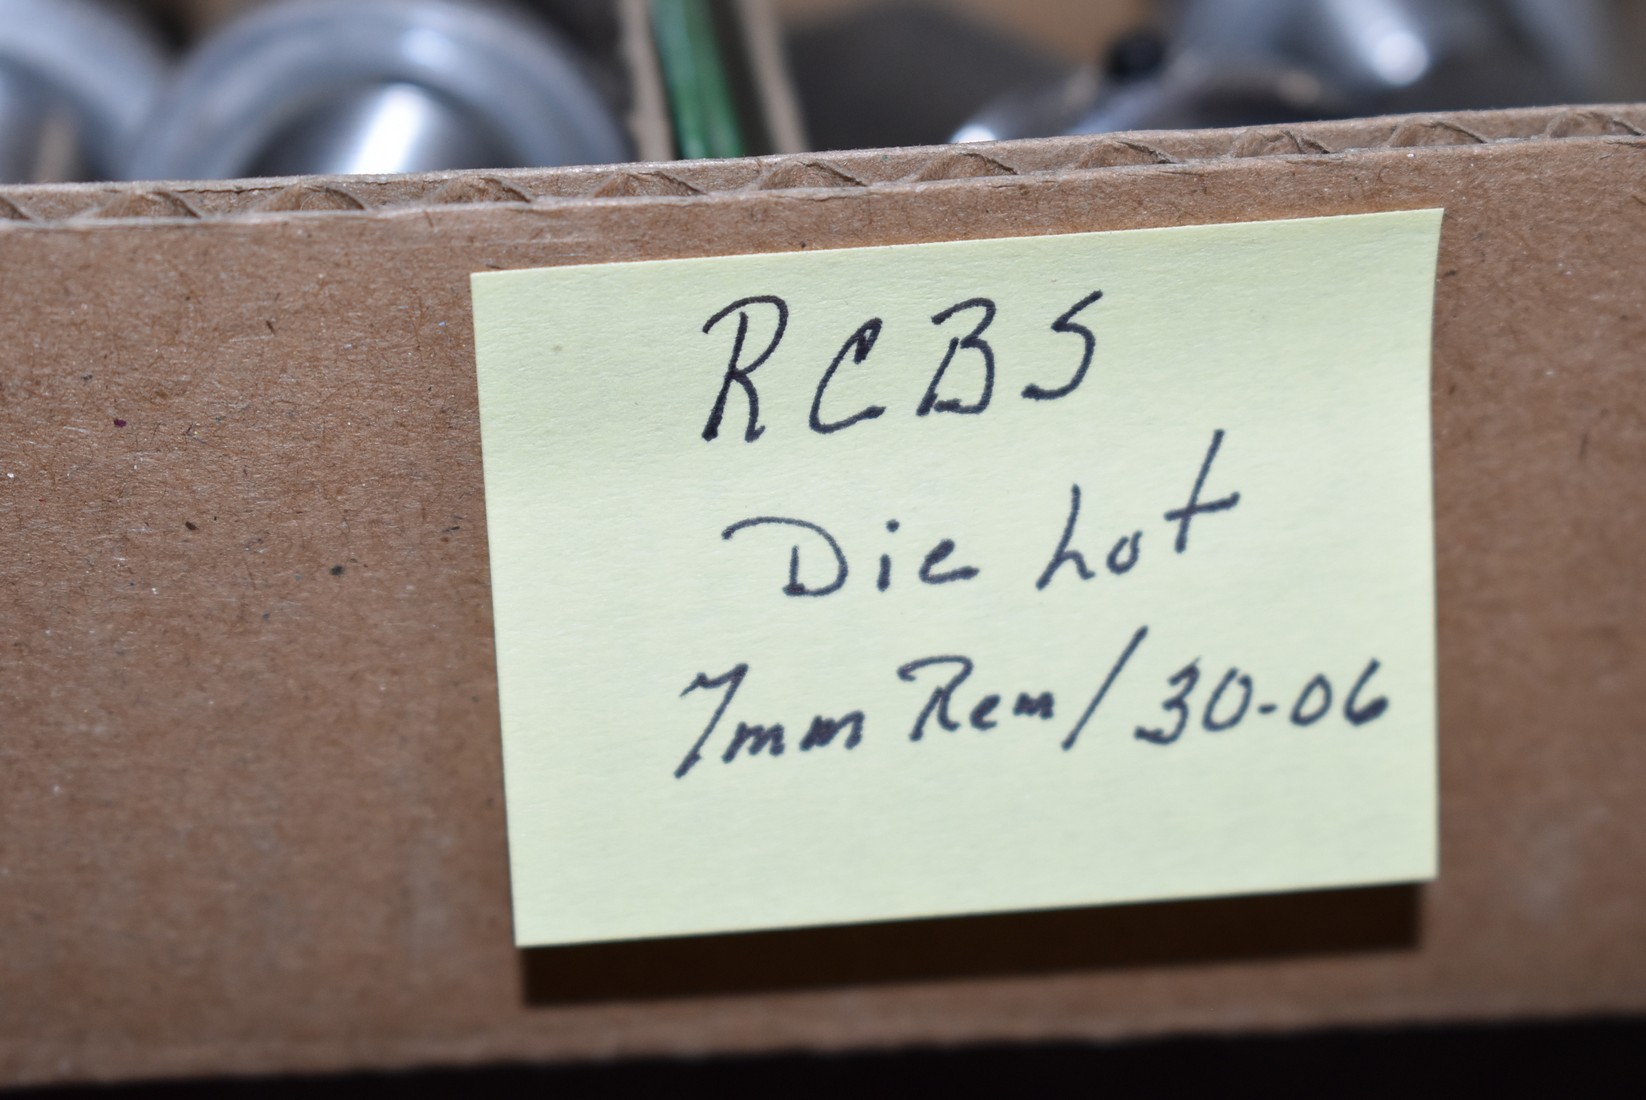 RCBS
Die Lot
7mm Rem/30-06